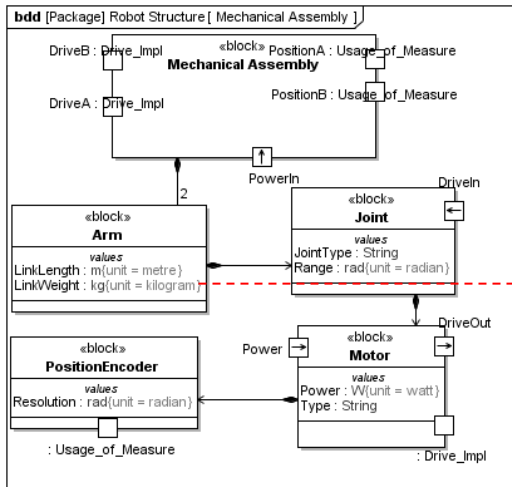 bdd [Package] Robot Structure [ Mechanical Assembly ]
DriveB : Drive_Impl
«block»
Mechanical Assembly
PositionA : Usage_of_Measure
DriveA : Drive_Impl
PositionB : Usage_of_Measure
PowerIn
2
«block»
Arm
values
LinkLength : m{unit = metre}
LinkWeight : kg{unit = kilogram}
DriveIn
«block»
Joint
values
JointType : String
Range : rad{unit = radian}
DriveOut
Power
«block»
Motor
values
Power : W{unit = watt}
Type : String
: Drive_Impl
«block»
PositionEncoder
values
Resolution : rad{unit = radian}
: Usage_of_Measure